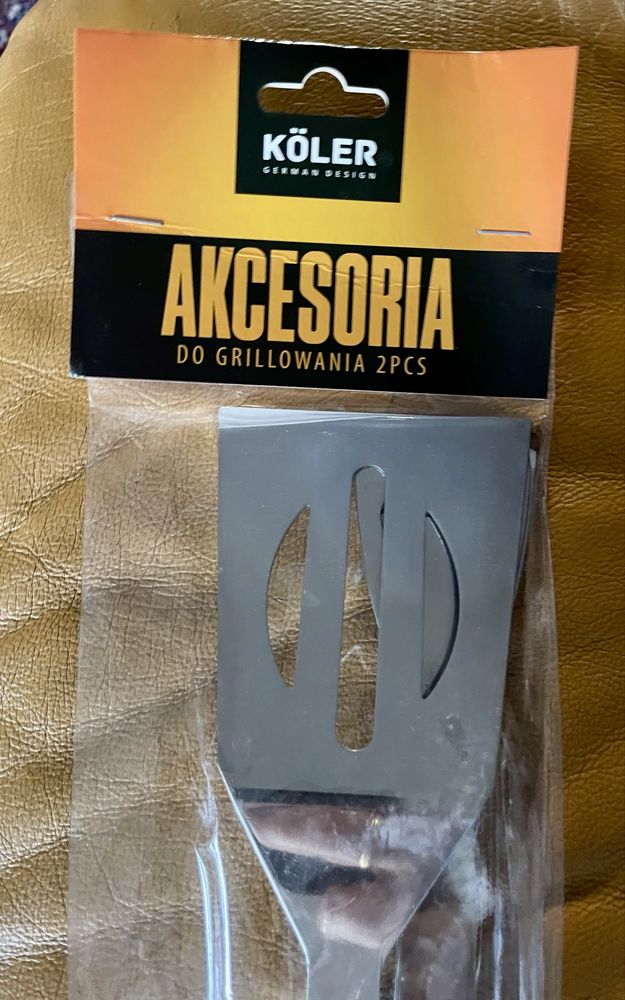 KÖLER
GERMAN DESIGN
AKCESORIA
DO GRILLOWANIA 2PCS